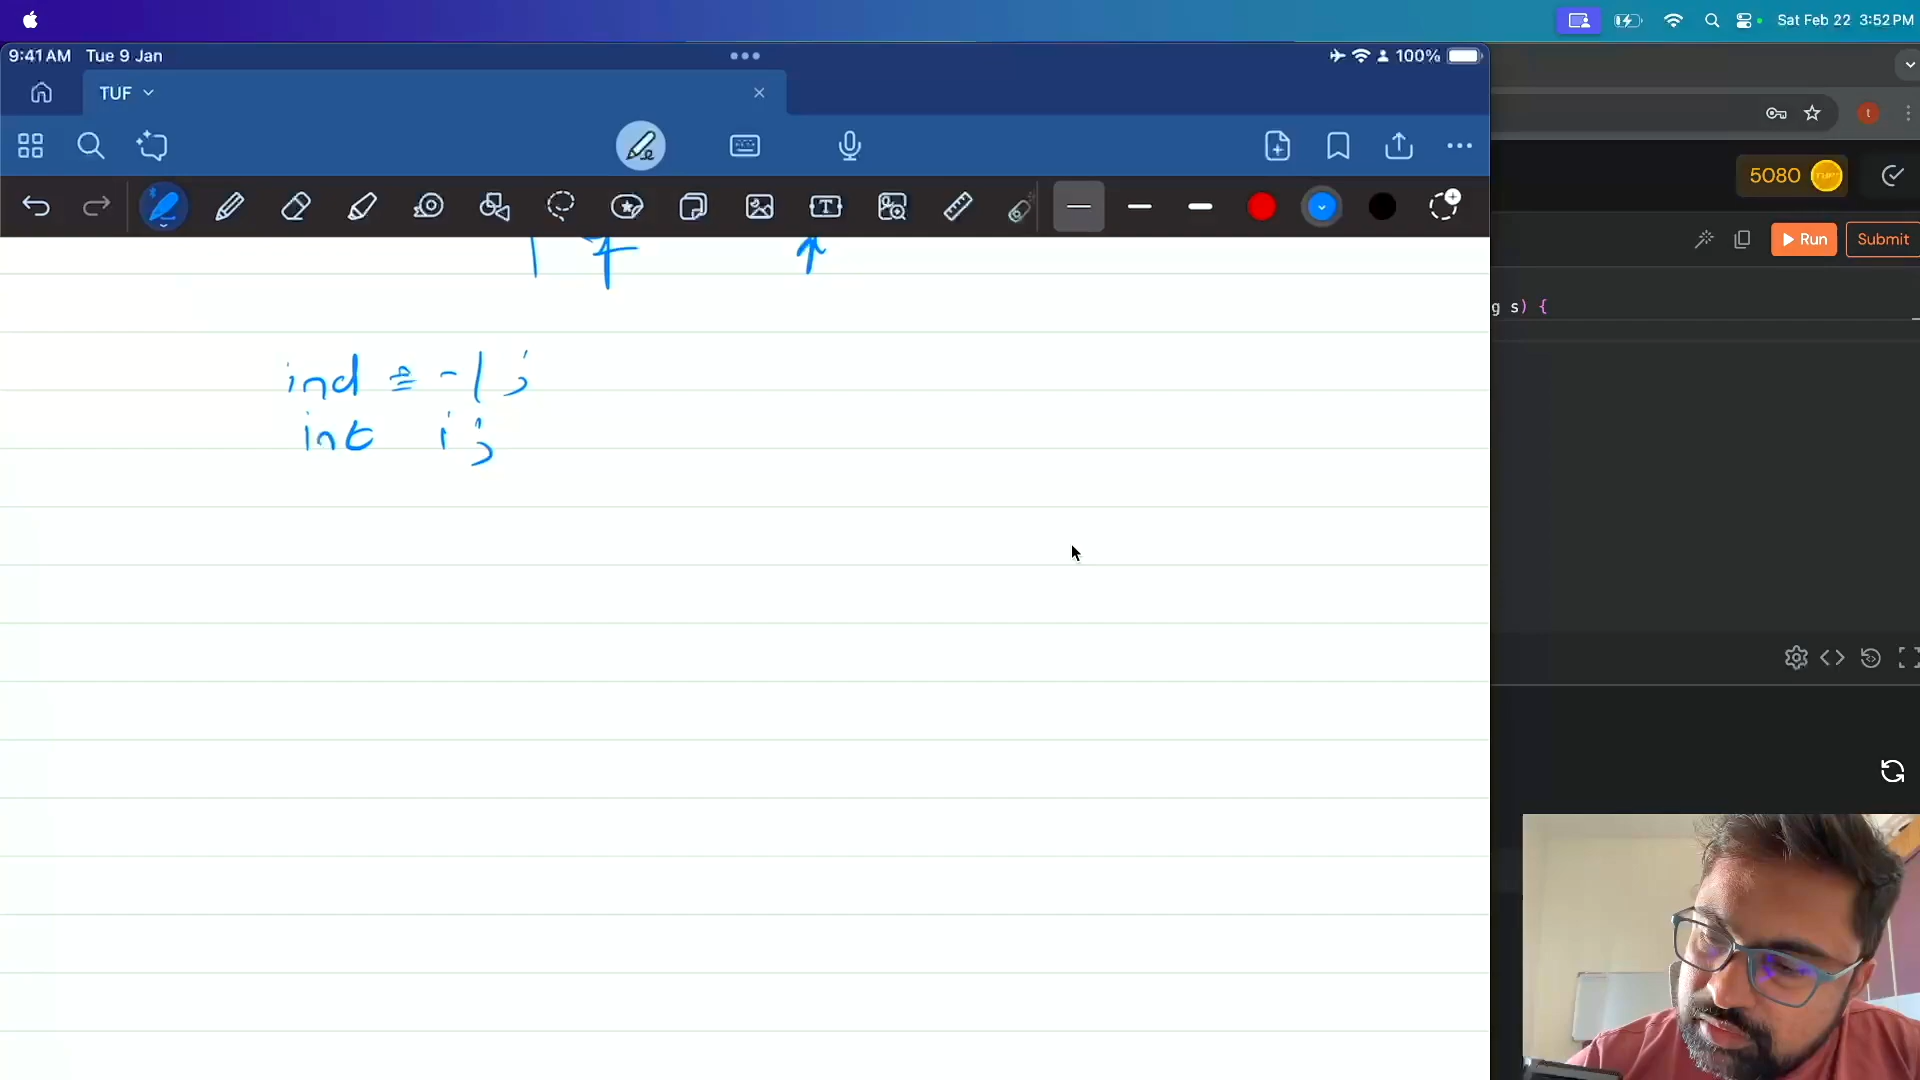 Sat Feb 22 3:52 PM
9:41 AM Tue 9 Jan
100%
TUF
5080
Run
Submit
g s) {
ind = -1 ;
int i ;